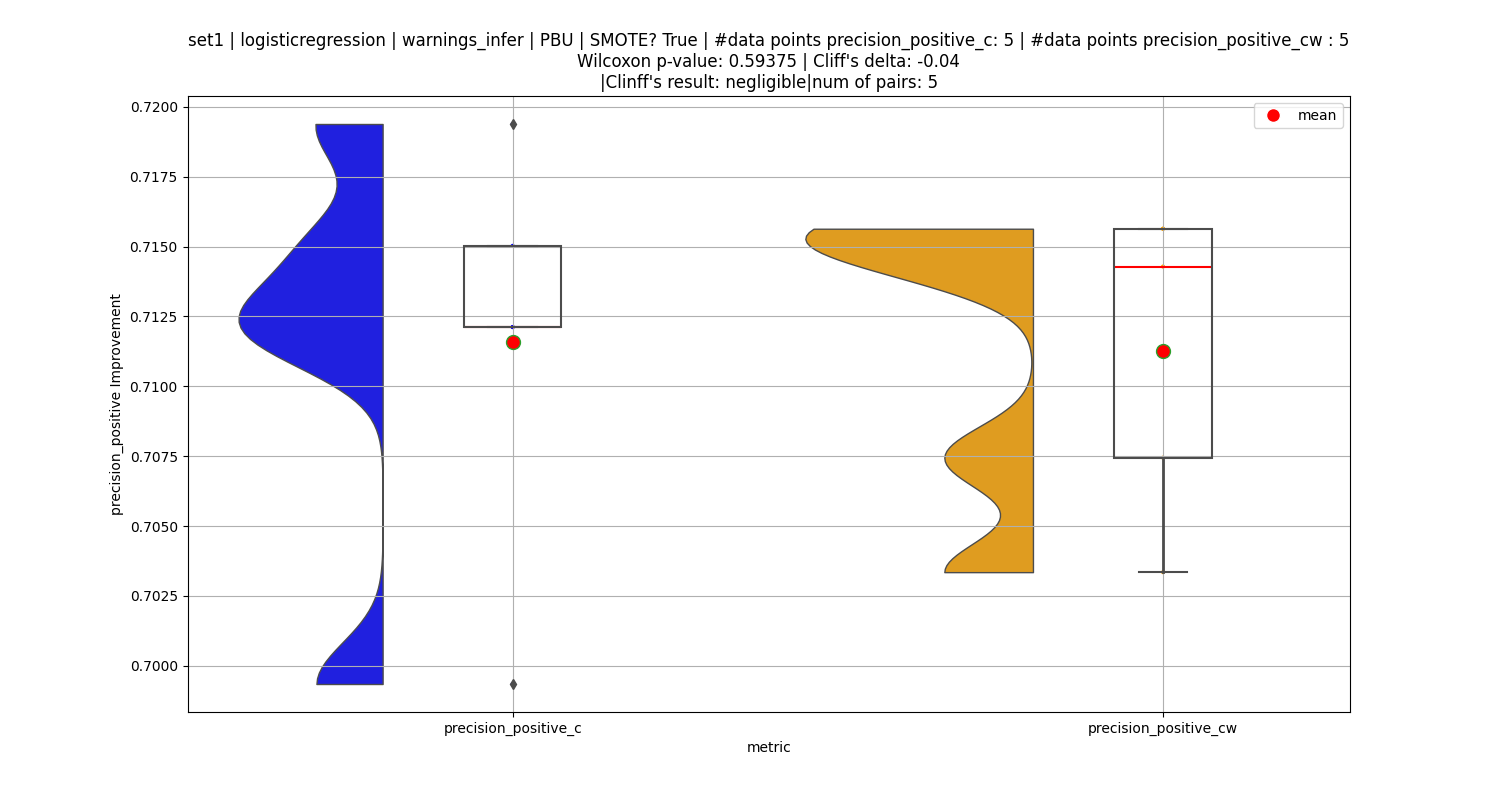 set1 | logisticregression | warnings_infer | PBU | SMOTE? True | #data points precision_positive_c: 5 | #data points precision_positive_cw : 5
Wilcoxon p-value: 0.59375 | Cliff's delta: -0.04
|Clinff's result: negligible|num of pairs: 5
mean
precision_positive Improvement
0.7200
0.7175
0.7150
0.7125
0.7100
0.7075
0.7050
0.7025
0.7000
precision_positive_c
precision_positive_cw
metric